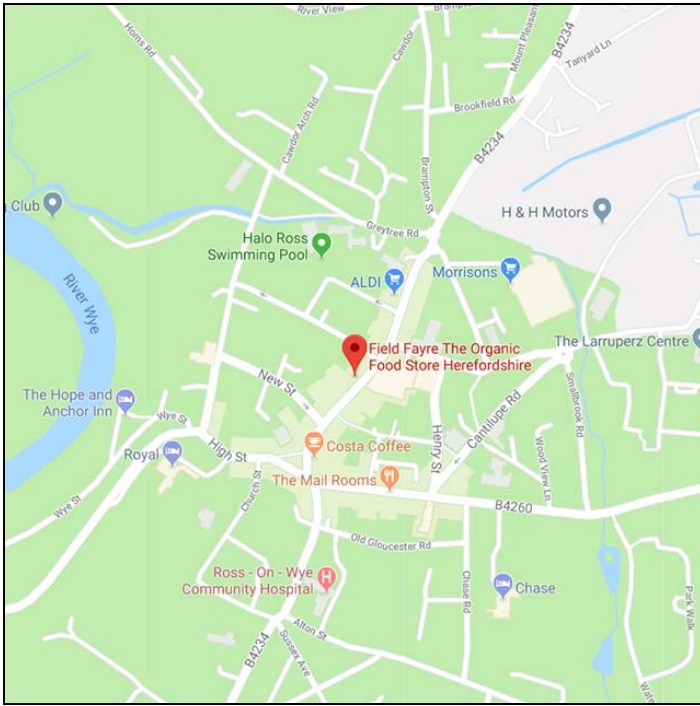 River View
Brampton
Homs Rd
Cawdor
Mount Pleasant
B4234
Tanyard Ln
Brookfield Rd
Cawdor Arch Rd
B4234
Brampton St
g Club
H & H Motors
Greytree Rd
Halo Ross
Swimming Pool
River Wye
ALDI
Morrisons
The Larruperz Centre
Field Fayre The Organic
Food Store Herefordshire
New St
The Hope and
Anchor Inn
Wye St
Cantilupe Rd
Smallbrook Rd
Henry St
High St
Costa Coffee
Royal
Wood View Ln
Church St
The Mail Rooms
Wye St
B4260
Old Gloucester Rd
Ross - On - Wye
Community Hospital
Chase Rd
Chase
Park Walk
Alton St
Sussex Ave
B4234
Wate